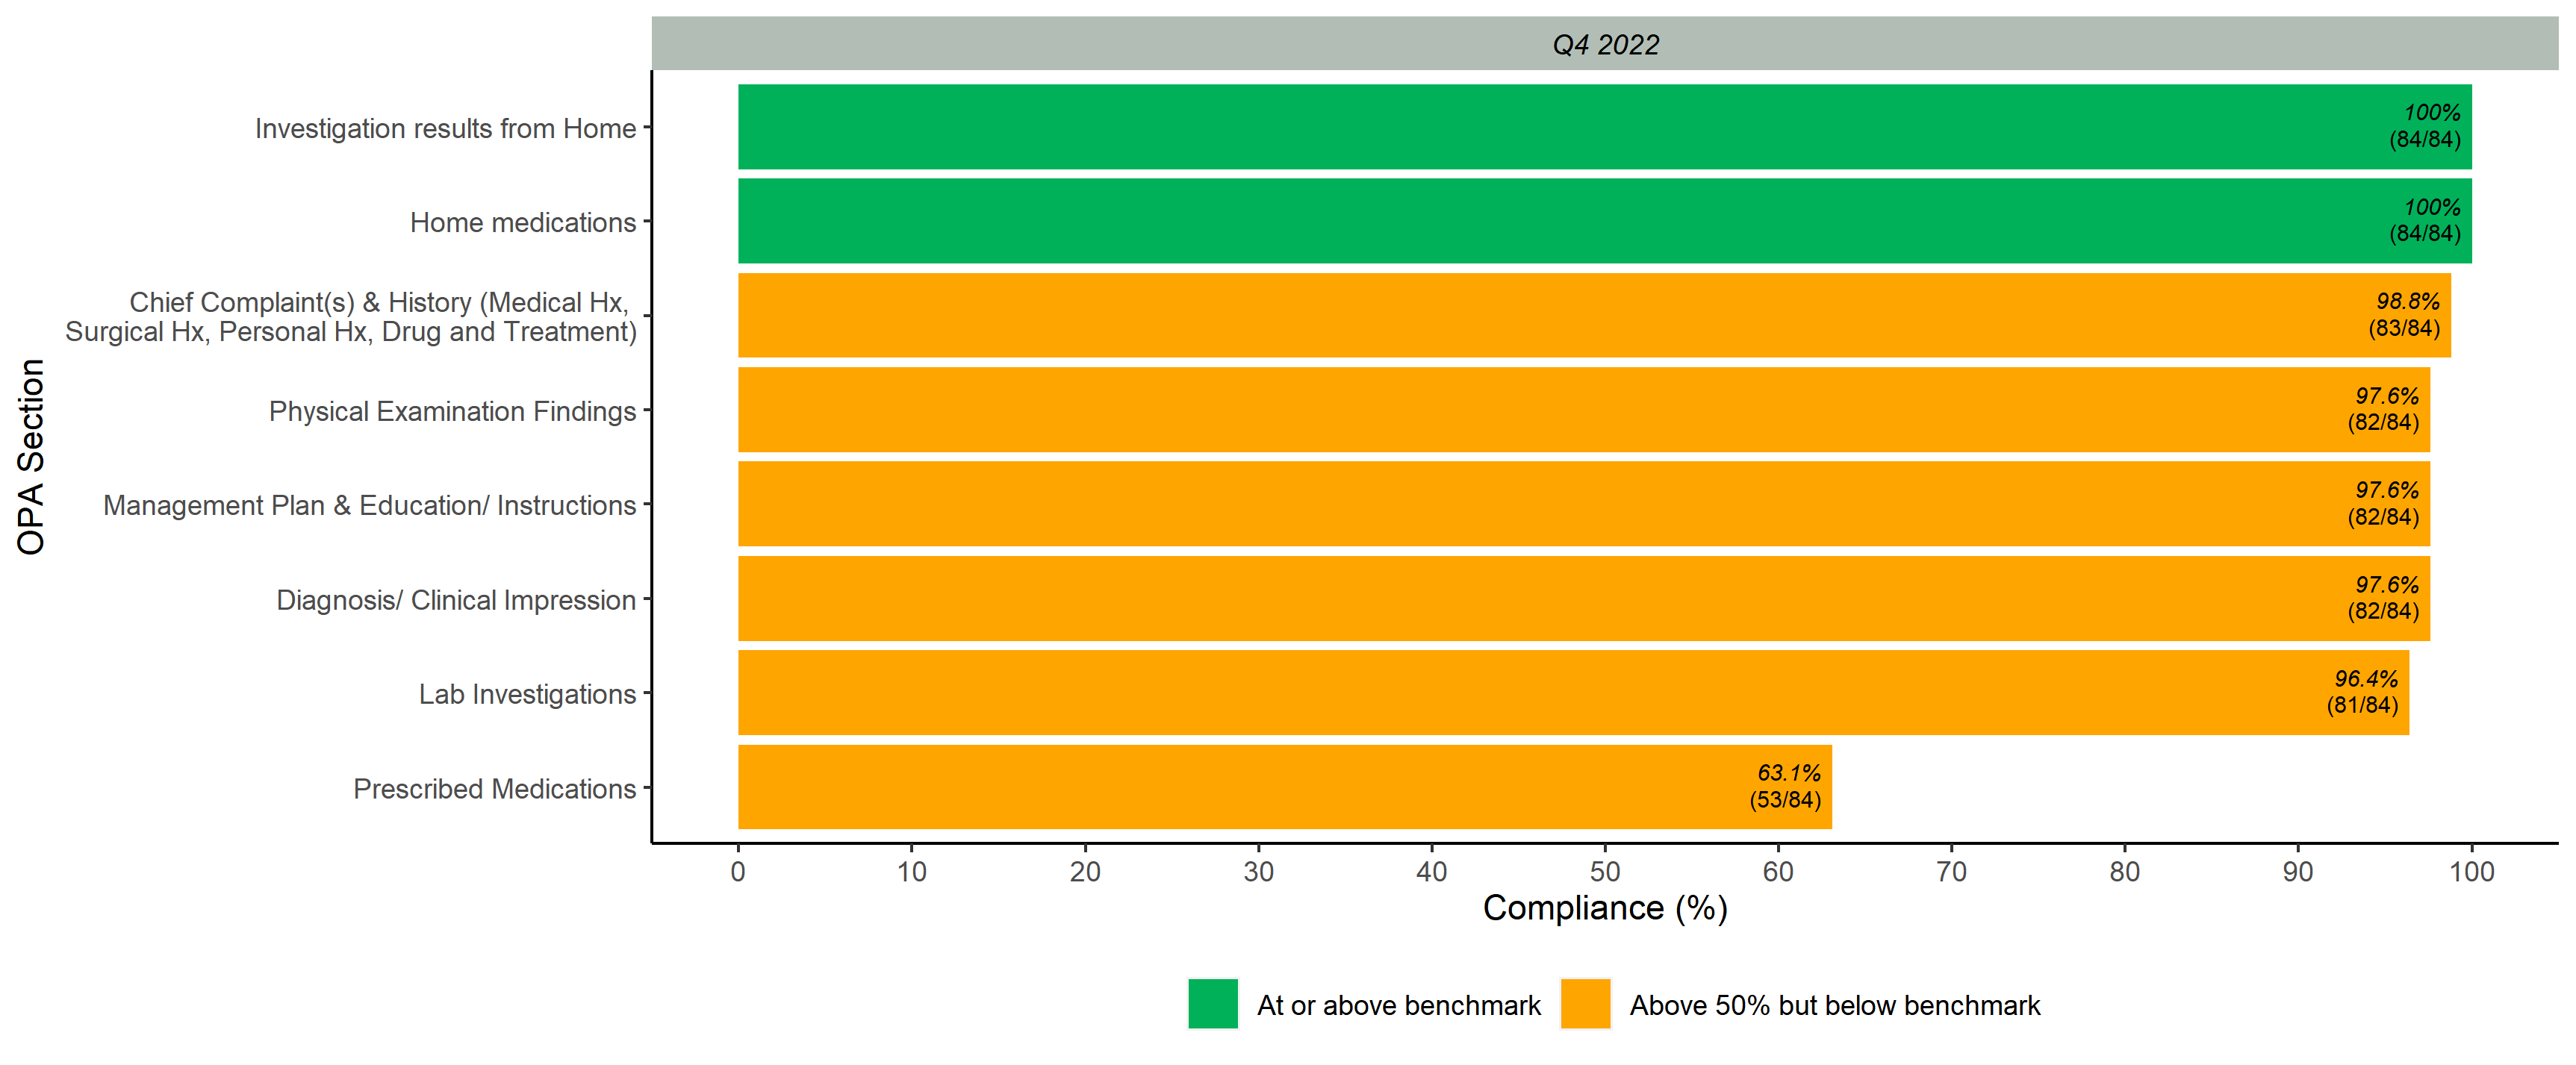 Q4 2022
OPA Section
Investigation results from Home
100%
(84/84)
Home medications
100%
(84/84)
Chief Complaint(s) & History (Medical Hx,
Surgical Hx, Personal Hx, Drug and Treatment)
98.8%
(83/84)
Physical Examination Findings
97.6%
(82/84)
Management Plan & Education/ Instructions
97.6%
(82/84)
Diagnosis/ Clinical Impression
97.6%
(82/84)
Lab Investigations
96.4%
(81/84)
Prescribed Medications
63.1%
(53/84)
0 10 20 30 40 50 60 70 80 90 100
Compliance (%)
At or above benchmark
Above 50% but below benchmark